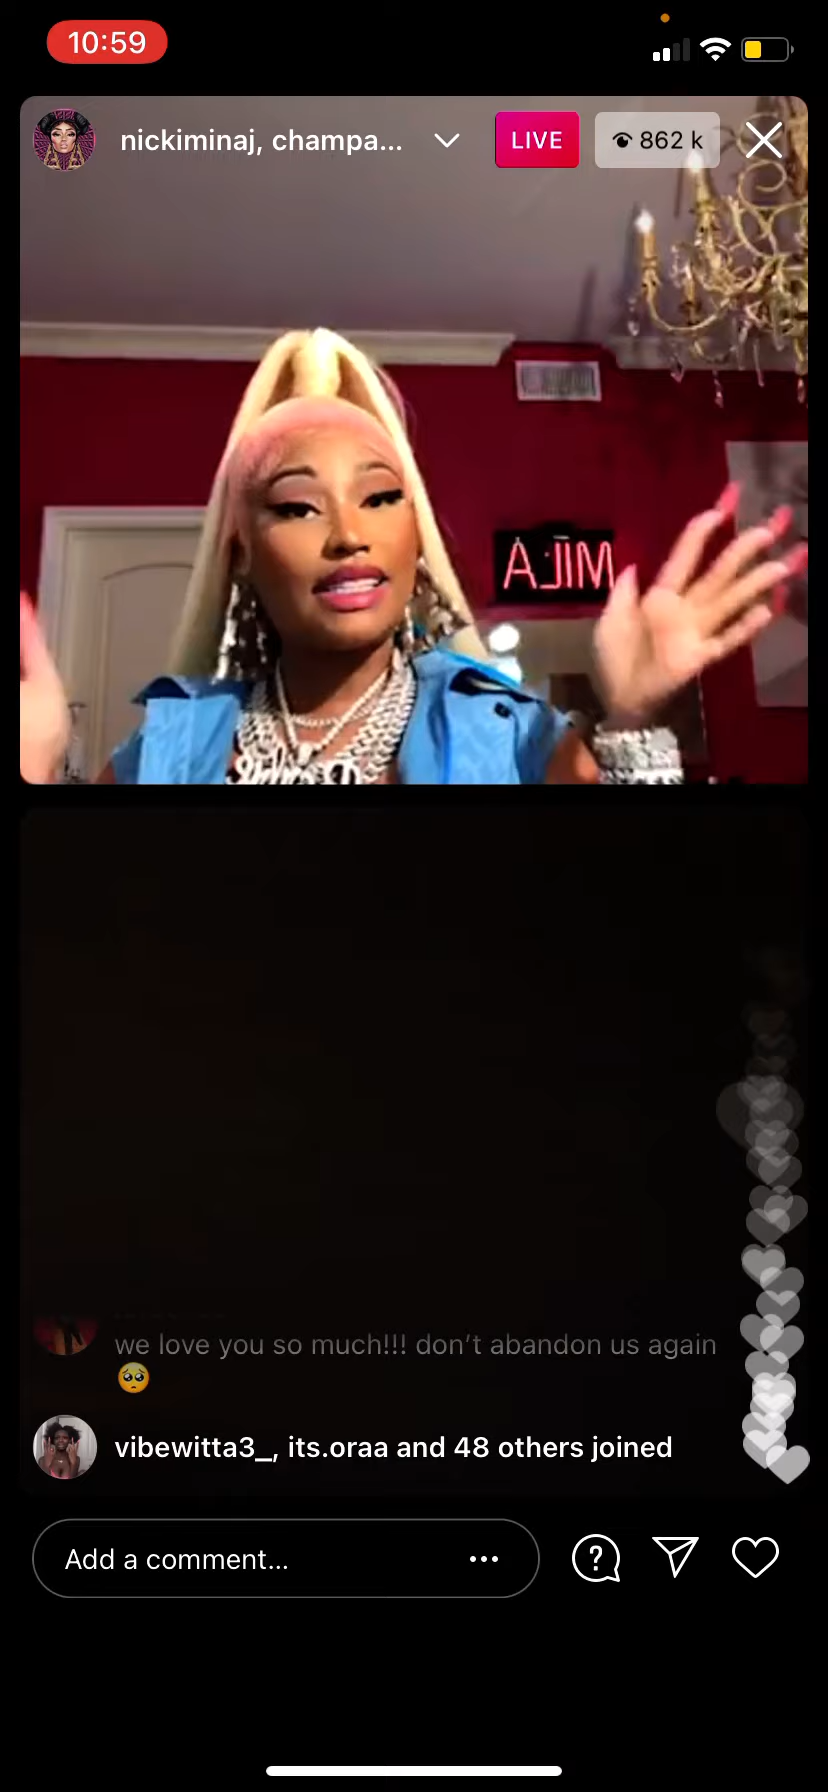 10:59
nickiminaj, champa...
LIVE
862 k
we love you so much!!! don’t abandon us again
🥺
vibewitta3_, its.oraa and 48 others joined
Add a comment...